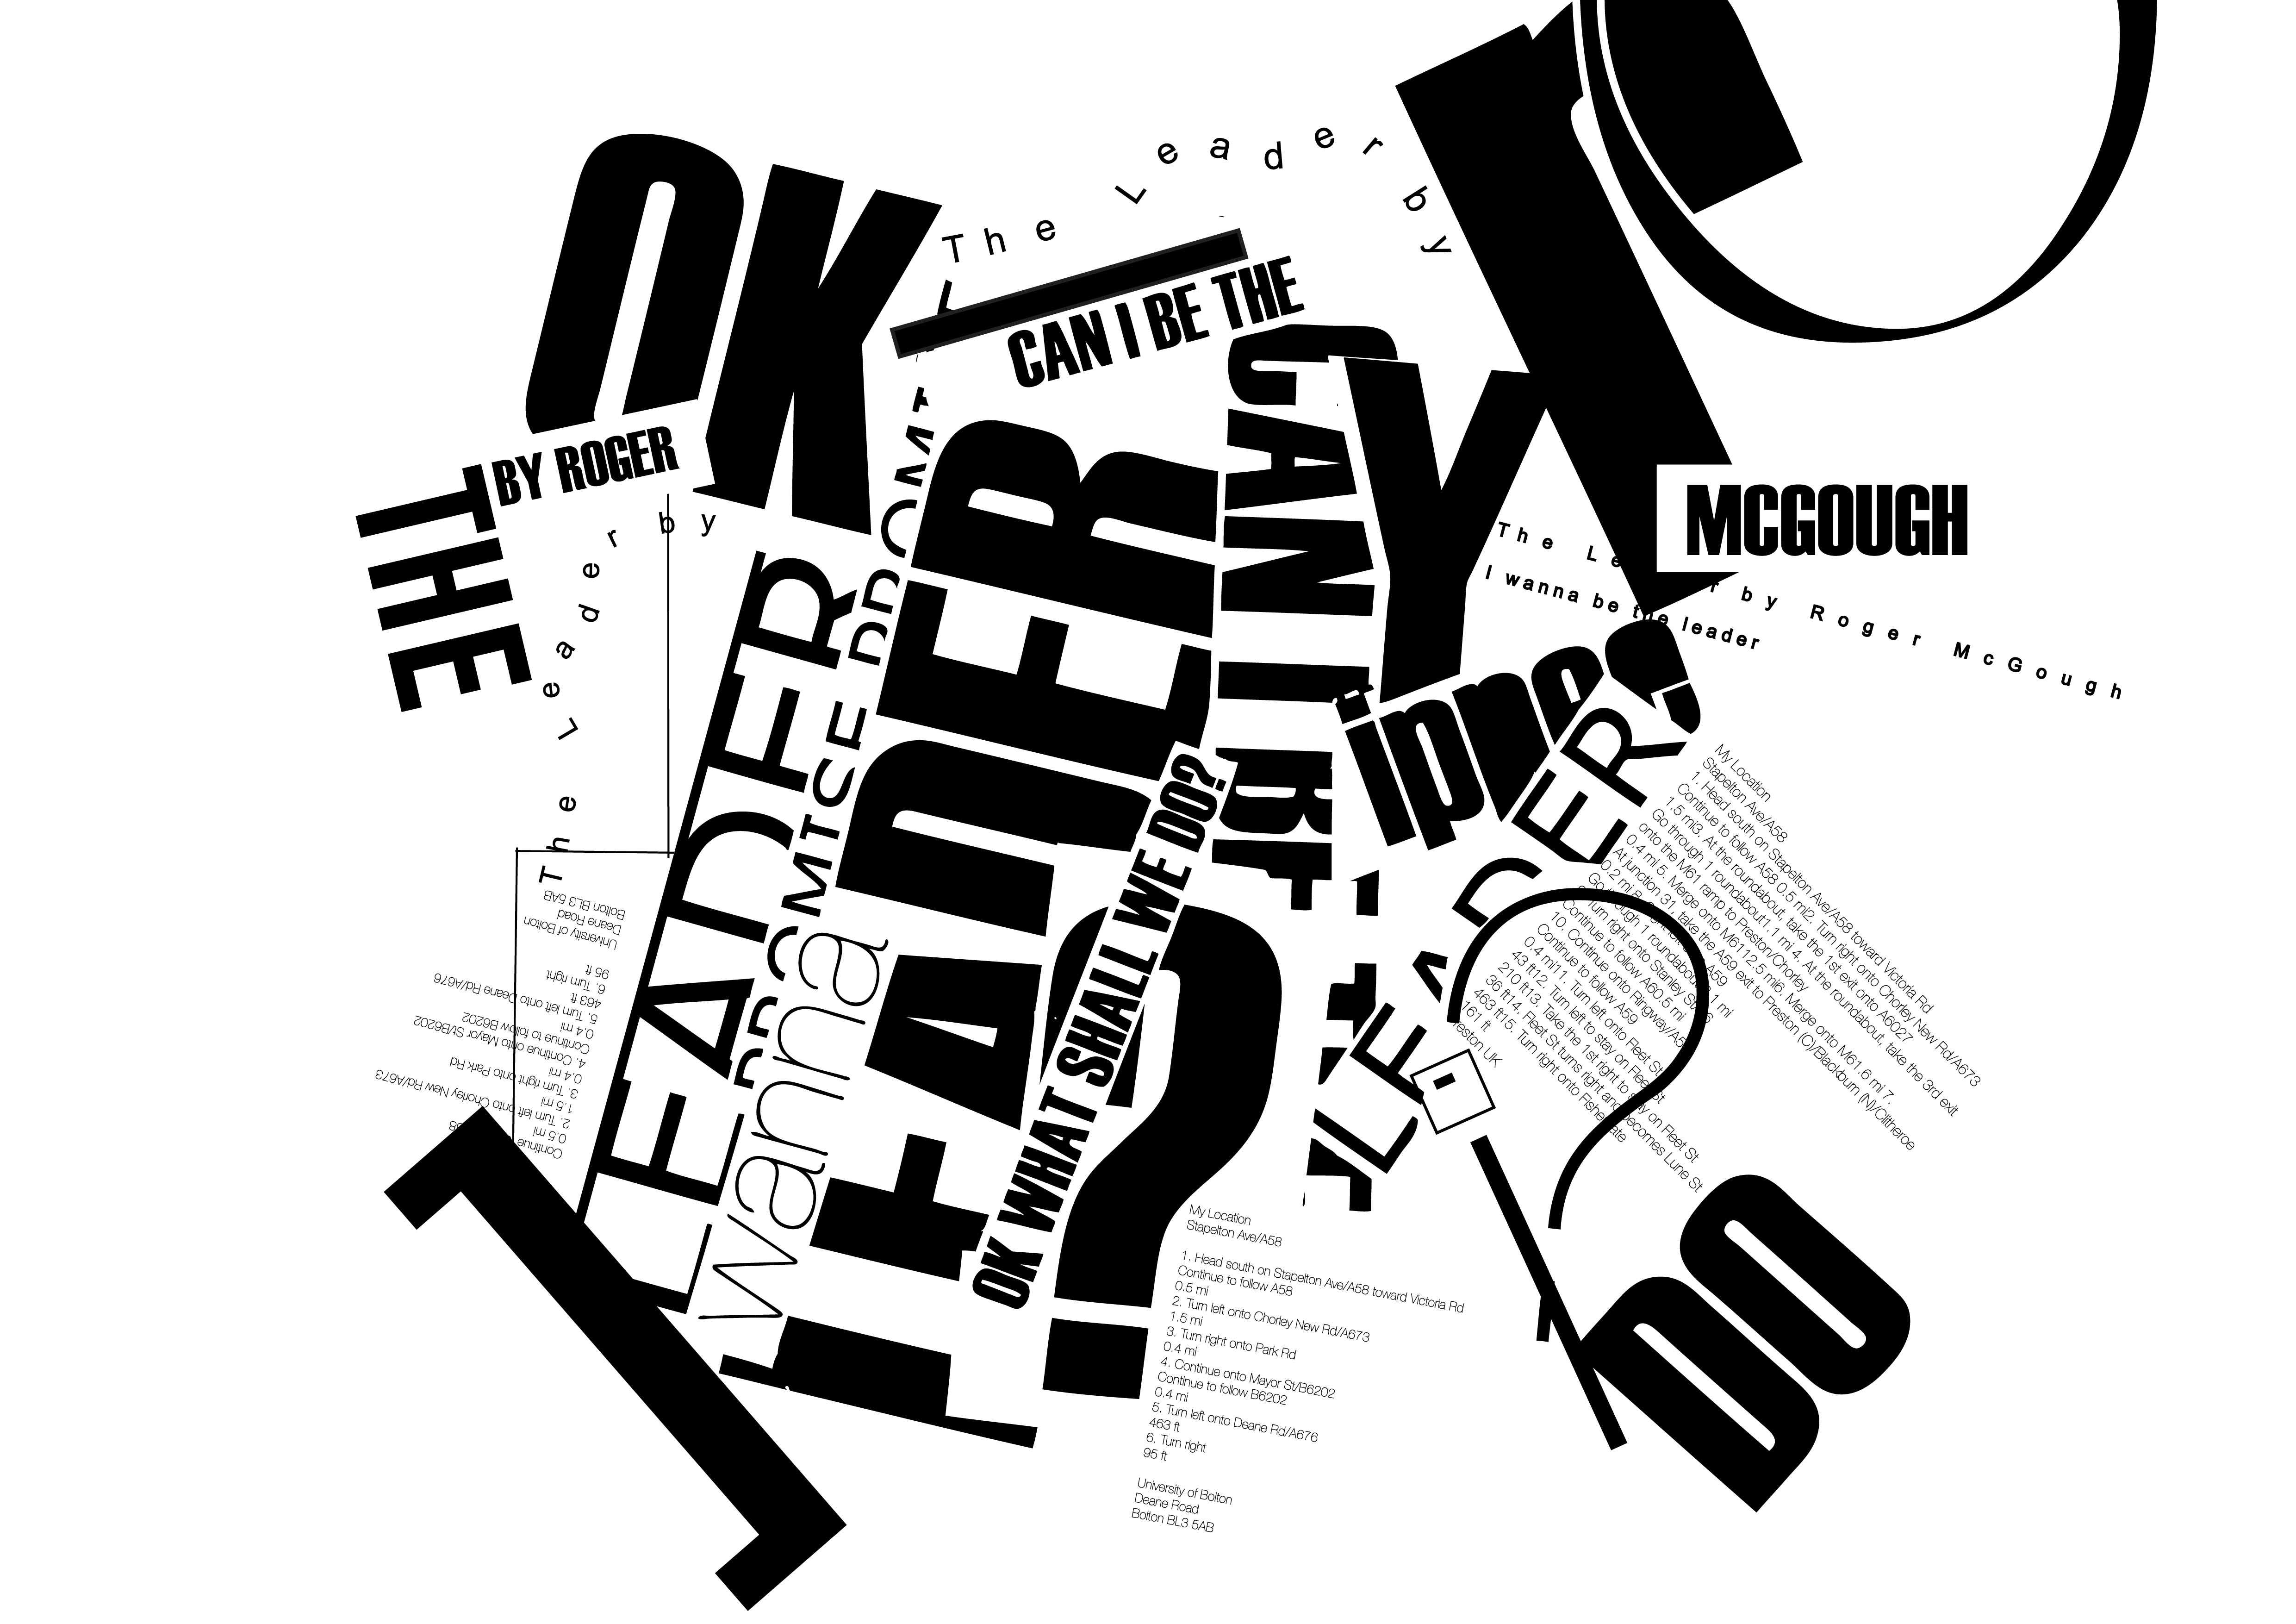 OK
The Leader by
CAN I BE THE
BY ROGER
THE
The Leader by
MCGOUGH
by Roger McGough
I wanna be the leader
LEADER
I wanna
LEADER?
CAN I
Y
LEADER?
OK WHAT SHALL WE DO?
DO
My Location
Stapelton Ave/A58
1. Head south on Stapelton Ave/A58 toward Victoria Rd
Continue to follow A58 0.5 mi2. Turn right onto Chorley New Rd/A673
1.5 mi3. At the roundabout, take the 1st exit onto A6027
Go through 1 roundabout1.1 mi 4. At the roundabout, take the 3rd exit
onto the M61 ramp to Preston/Chorley
0.4 mi 5. Merge onto M6112.5 mi6. Merge onto M61.6 mi 7.
At junction 31, take the A59 exit to Preston (C)/Blackburn (N)/Clitheroe
Continue to follow A60.5 mi
10. Continue onto Ringway/A59
Continue to follow A59
0.4 mi11. Turn left onto Fleet St
43 ft12. Turn left to stay on Fleet St
210 ft13. Take the 1st right to stay on Fleet St
36 ft14. Fleet St turns right and becomes Lune St
463 ft15. Turn right onto Fishergate
161 ft
UK
Continue
0.5 mi
2. Turn left onto Chorley New Rd/A673
1.5 mi
3. Turn right onto Park Rd
0.4 mi
4. Continue onto Mayor St/B6202
Continue to follow B6202
0.4 mi
5. Turn left onto Deane Rd/A676
463 ft
6. Turn right
95 ft
University of Bolton
Deane Road
Bolton BL3 5AB
My Location
Stapelton Ave/A58
1. Head south on Stapelton Ave/A58 toward Victoria Rd
Continue to follow A58
0.5 mi
2. Turn left onto Chorley New Rd/A673
1.5 mi
3. Turn right onto Park Rd
0.4 mi
4. Continue onto Mayor St/B6202
Continue to follow B6202
0.4 mi
5. Turn left onto Deane Rd/A676
463 ft
6. Turn right
95 ft
University of Bolton
Deane Road
Bolton BL3 5AB